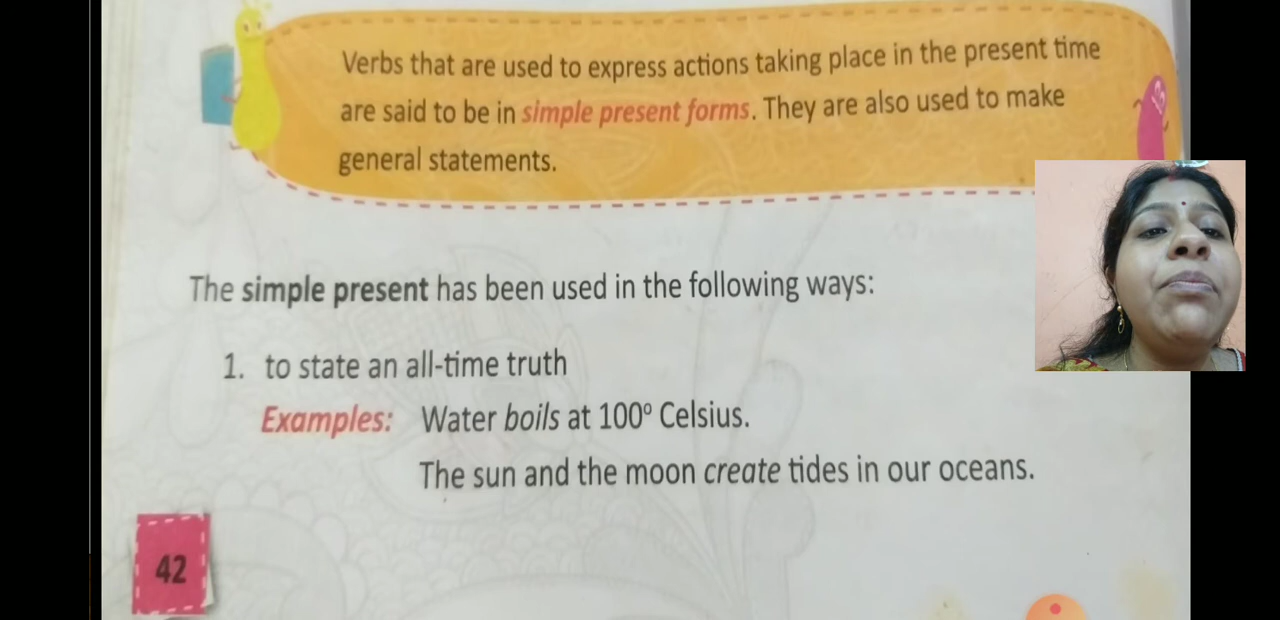 Verbs that are used to express actions taking place in the present time
are said to be in simple present forms. They are also used to make
general statements.
The simple present has been used in the following ways:
1. to state an all-time truth
Examples: Water boils at 100º Celsius.
The sun and the moon create tides in our oceans.
42